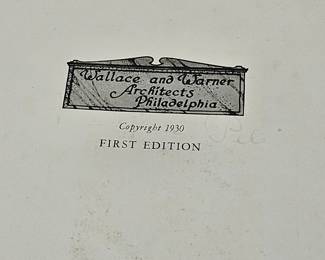 Wallace and Warner
Architects
Philadelphia
Copyright 1930
FIRST EDITION